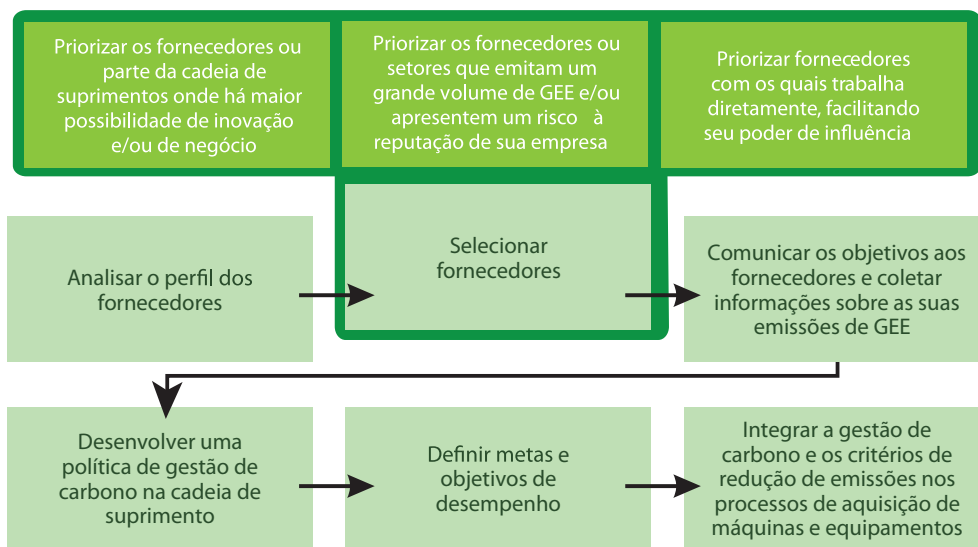 Priorizar os fornecedores ou
parte da cadeia de
suprimentos onde há maior
possibilidade de inovação
e/ou de negócio
Priorizar os fornecedores ou
setores que emitam um
grande volume de GEE e/ou
apresentem um risco à
reputação de sua empresa
Priorizar fornecedores
com os quais trabalha
diretamente, facilitando
seu poder de influência
Analisar o perfil dos
fornecedores
Selecionar
fornecedores
Comunicar os objetivos aos
fornecedores e coletar
informações sobre as suas
emissões de GEE
Desenvolver uma
política de gestão de
carbono na cadeia de
suprimento
Definir metas e
objetivos de
desempenho
Integrar a gestão de
carbono e os critérios de
redução de emissões nos
processos de aquisição de
máquinas e equipamentos